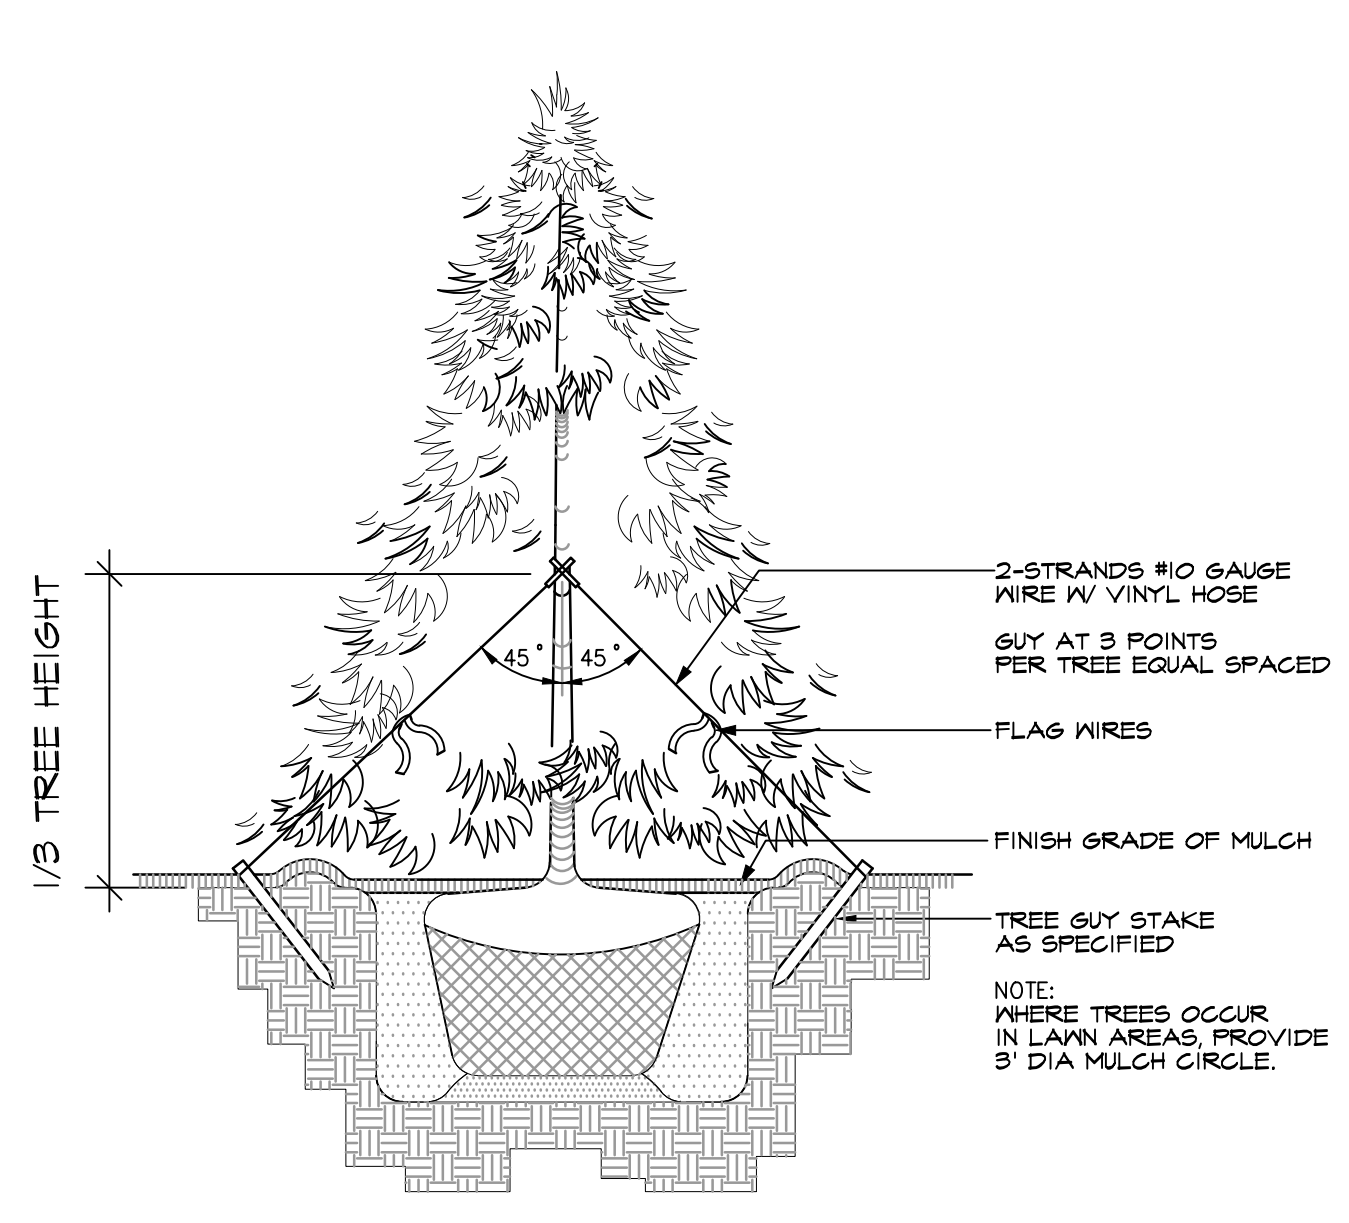 2-STRANDS #10 GAUGE
WIRE W/ VINYL HOSE
GUY AT 3 POINTS
PER TREE EQUAL SPACED
45° 45°
1/3 TREE HEIGHT
FLAG WIRES
FINISH GRADE OF MULCH
TREE GUY STAKE
AS SPECIFIED
NOTE:
WHERE TREES OCCUR
IN LAWN AREAS, PROVIDE
3' DIA MULCH CIRCLE.